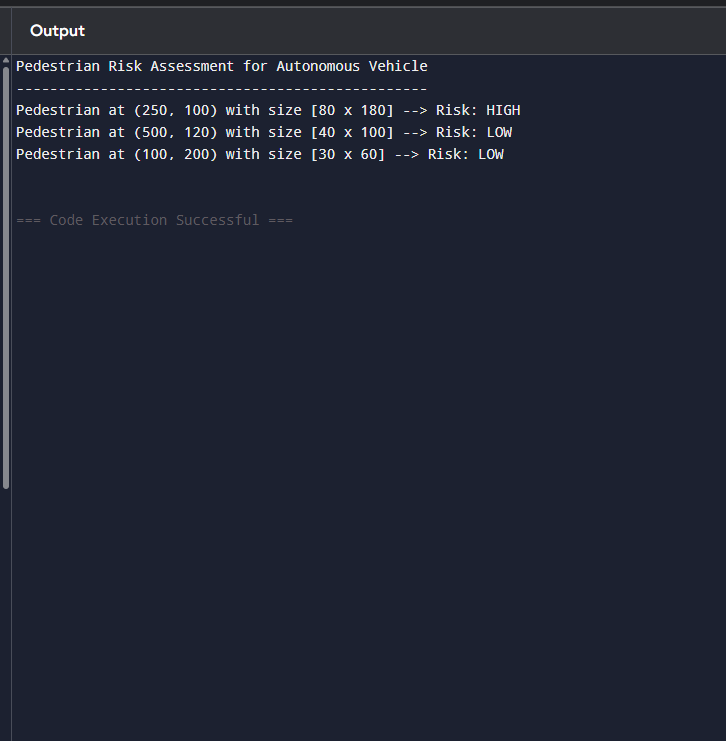 Output
Pedestrian Risk Assessment for Autonomous Vehicle
-------------------------------------------------
Pedestrian at (250, 100) with size [80 x 180] --> Risk: HIGH
Pedestrian at (500, 120) with size [40 x 100] --> Risk: LOW
Pedestrian at (100, 200) with size [30 x 60] --> Risk: LOW
=== Code Execution Successful ===